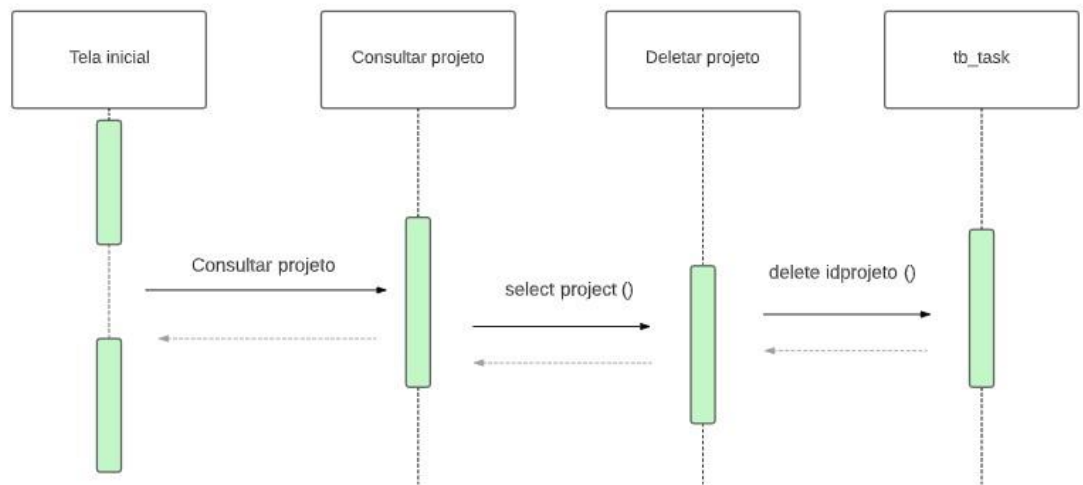 Tela inicial
Consultar projeto
Deletar projeto
tb_task
Consultar projeto
select project ()
delete idprojeto ()